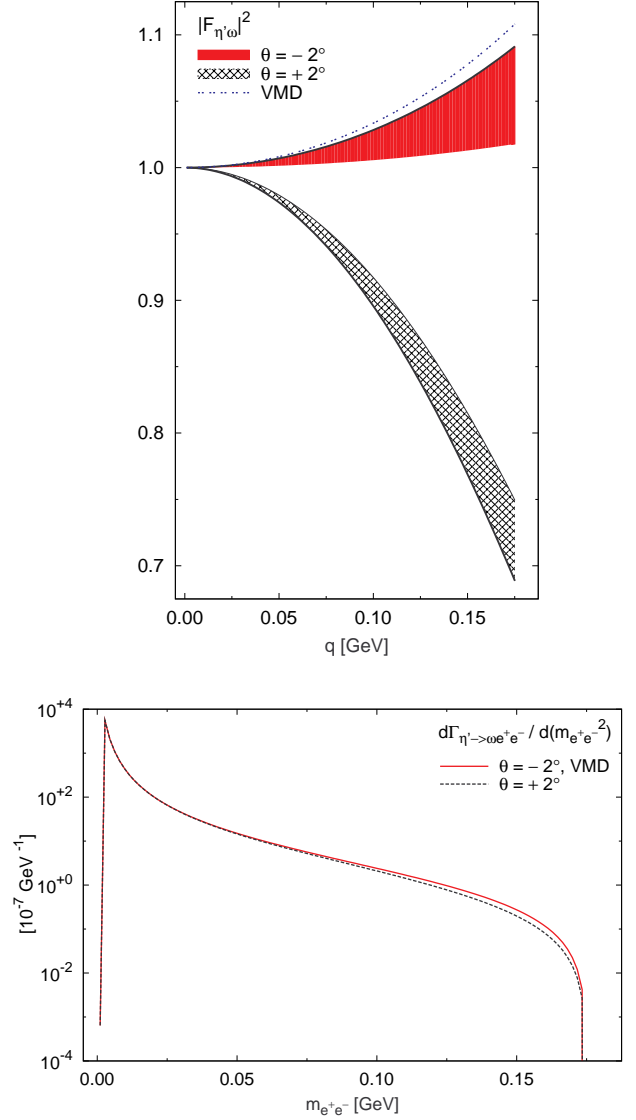 |F_{η'ω}|^2
θ = − 2°
θ = + 2°
VMD
1.1
1.0
0.9
0.8
0.7
0.00 0.05 0.10 0.15
q [GeV]
dΓ_{η'->ωe^+e^-} / d(m_{e^+e^-}^2)
θ = − 2°, VMD
θ = + 2°
[10^{-7} GeV^{-1}]
10^{+4}
10^{+2}
10^{+0}
10^{-2}
10^{-4}
0.00 0.05 0.10 0.15
m_{e^+e^-} [GeV]